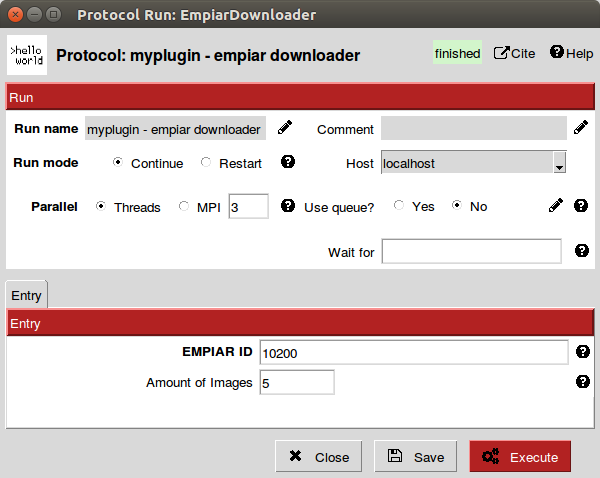 Protocol Run: EmpiarDownloader
>hello
world
Protocol: myplugin - empiar downloader
finished
Cite
Help
Run
Run name myplugin - empiar downloader Comment
Run mode Continue Restart Host localhost
Parallel Threads MPI 3 Use queue? Yes No
Wait for
Entry
Entry
EMPIAR ID 10200
Amount of Images 5
Close Save Execute